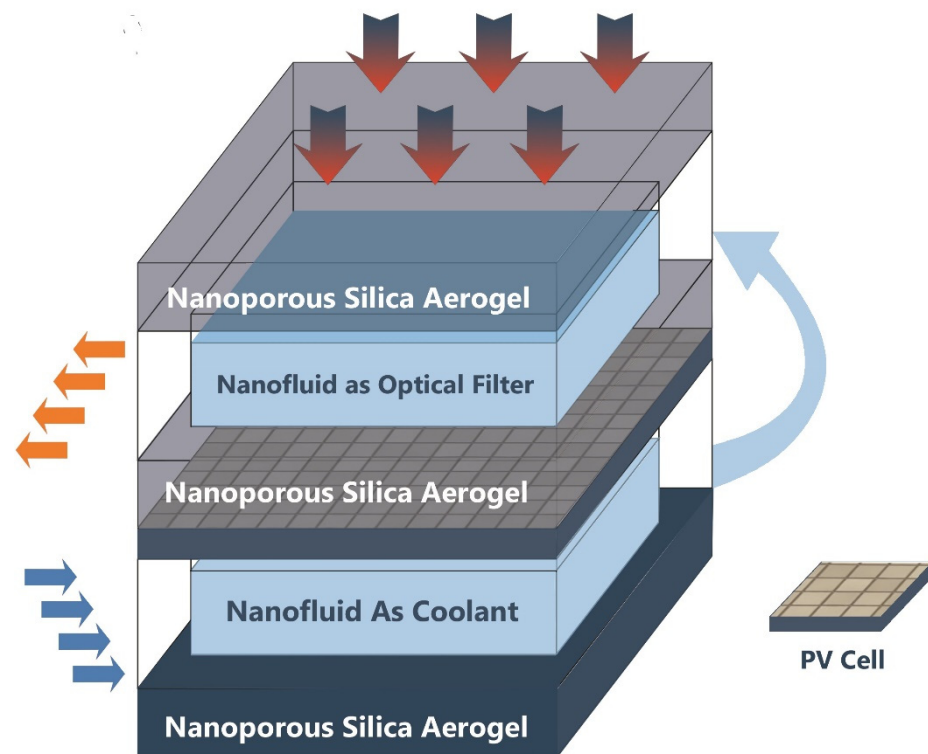 Nanoporous Silica Aerogel
Nanofluid as Optical Filter
Nanoporous Silica Aerogel
Nanofluid As Coolant
PV Cell
Nanoporous Silica Aerogel